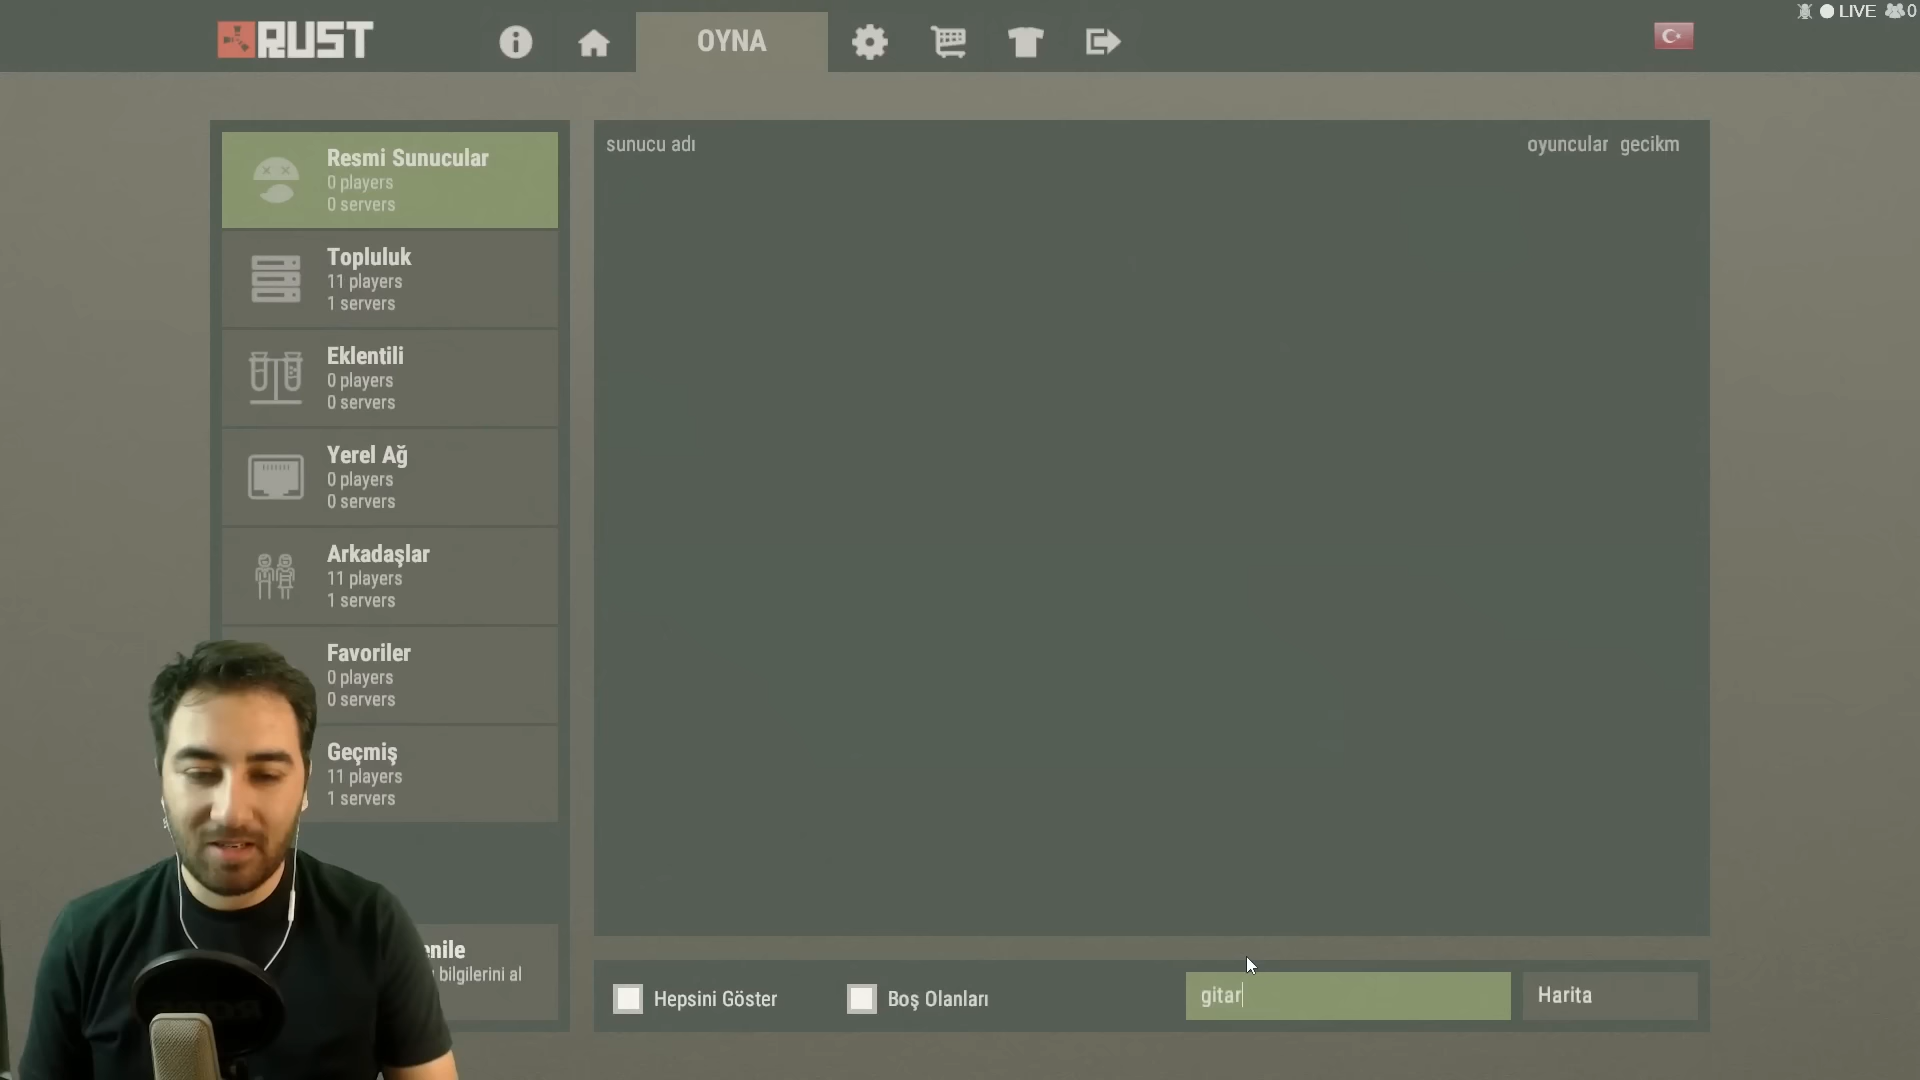 RUST
OYNA
LIVE 0
Resmi Sunucular
0 players
0 servers
Topluluk
11 players
1 servers
Eklentili
0 players
0 servers
Yerel Ağ
0 players
0 servers
Arkadaşlar
11 players
1 servers
Favoriler
0 players
0 servers
Geçmiş
11 players
1 servers
bilgilerini al
sunucu adı
oyuncular gecikm
Hepsini Göster
Boş Olanları
gitar
Harita